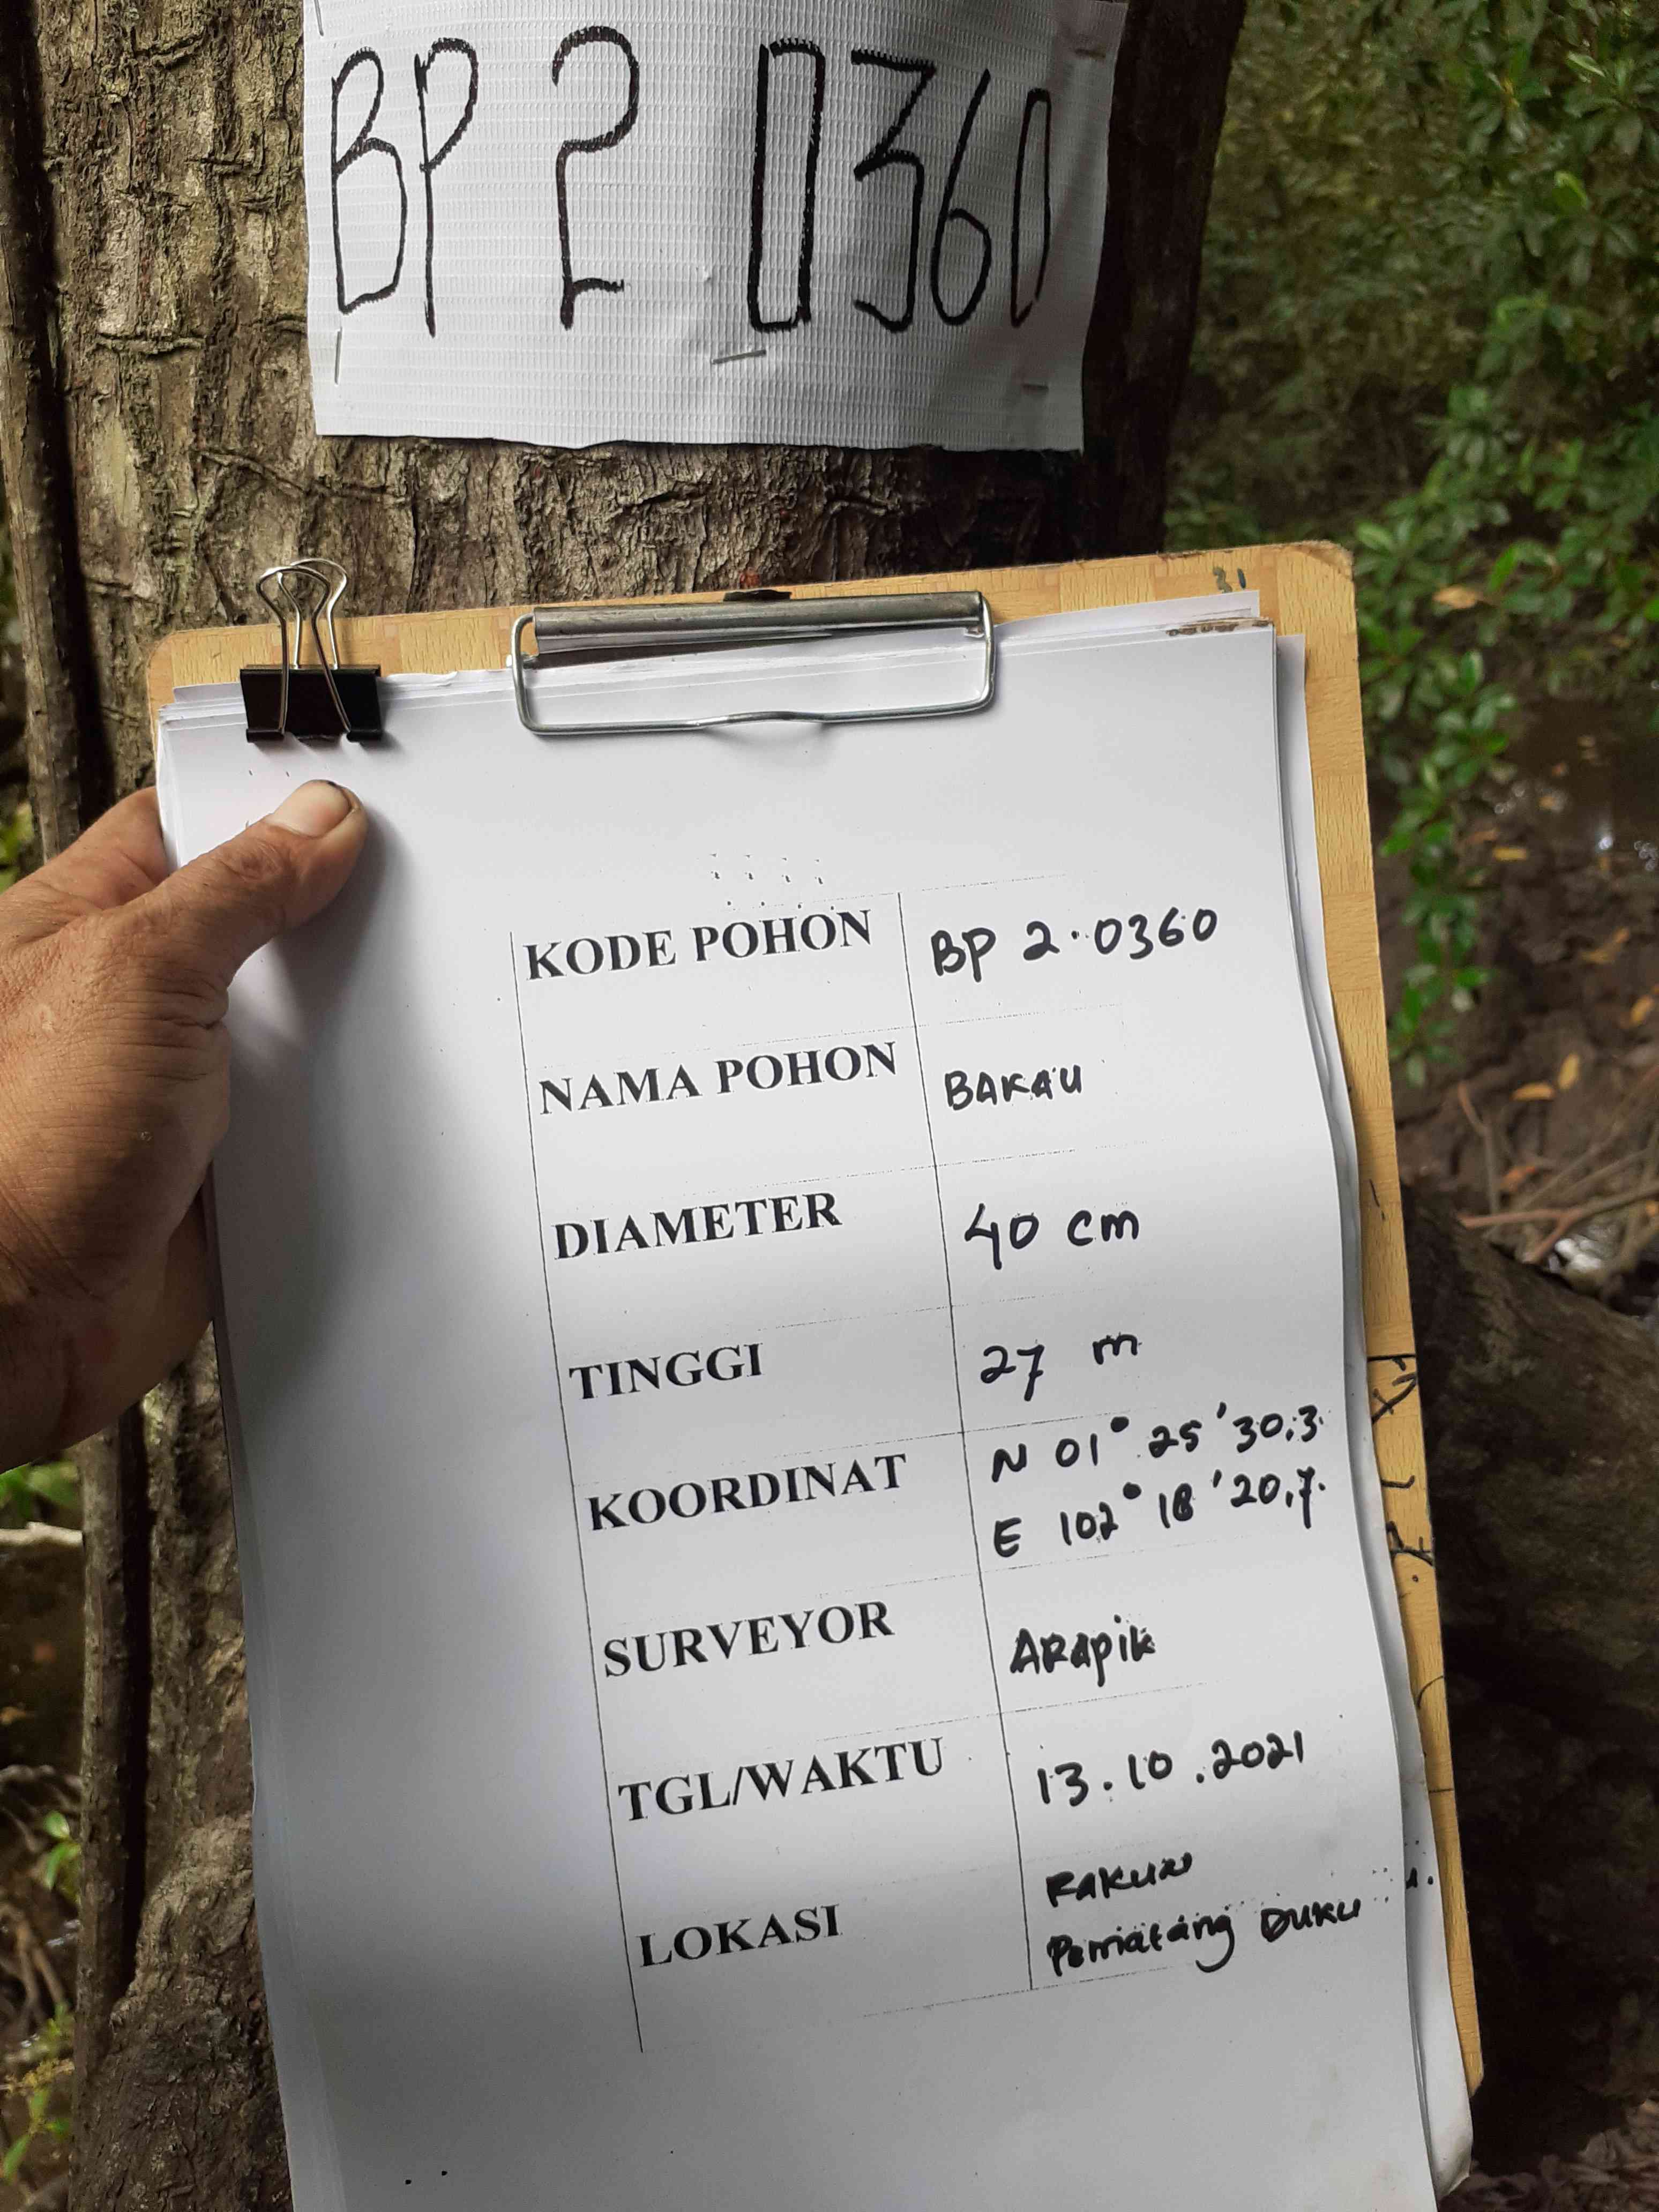 BP 2 0360
31
KODE POHON BP 2.0360
NAMA POHON BAKAU
DIAMETER 40 cm
TINGGI 27 m
KOORDINAT N 01° 25 '30.3.
E 102° 18 '20.7.
SURVEYOR ARApik
TGL/WAKTU 13.10.2021
LOKASI
Pematang Duku